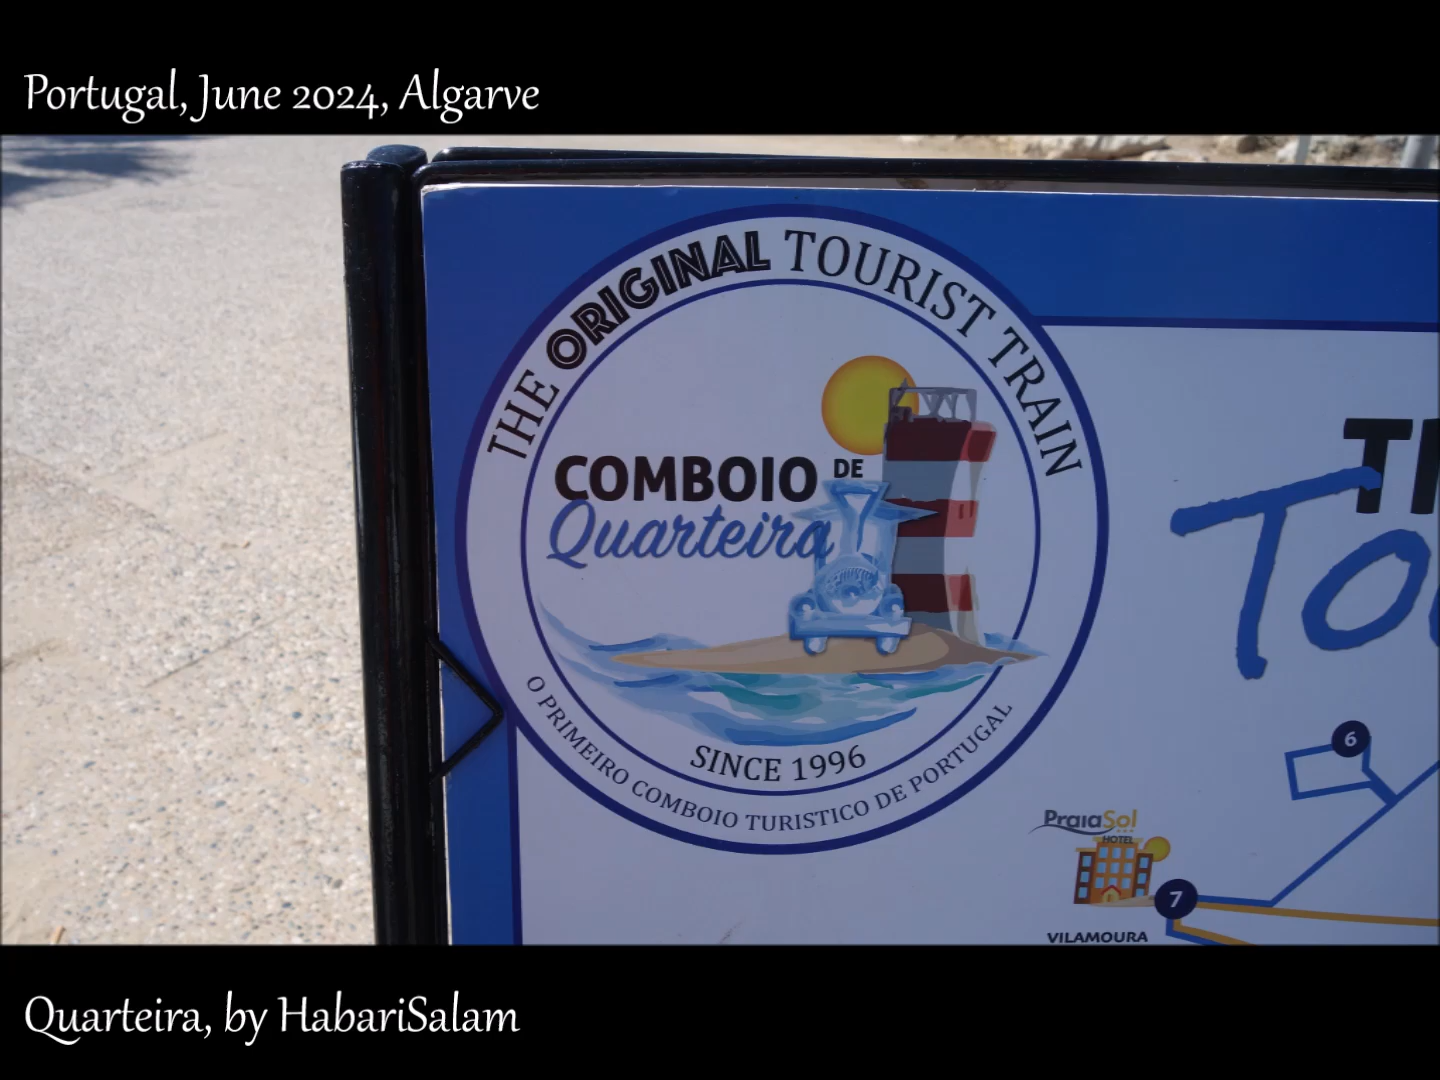 Portugal, June 2024, Algarve
THE ORIGINAL TOURIST TRAIN
COMBOIO DE
Quarteira
SINCE 1996
O PRIMEIRO COMBOIO TURISTICO DE PORTUGAL
6
PraiaSol
HOTEL
7
VILAMOURA
Quarteira, by HabariSalam